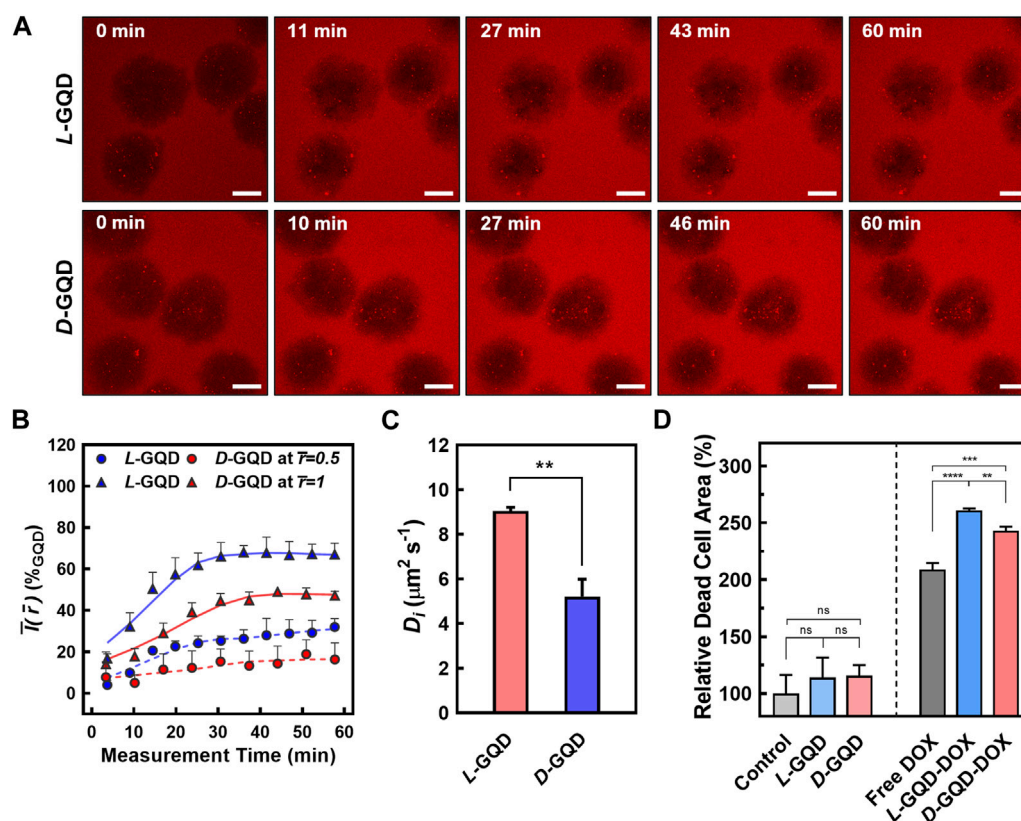 A
L-GQD
0 min
11 min
27 min
43 min
60 min
D-GQD
0 min
10 min
27 min
46 min
60 min
B
Ī( r̄ ) (%GQD)
120
100
80
60
40
20
0
L-GQD D-GQD at r̄=0.5
L-GQD D-GQD at r̄=1
0 10 20 30 40 50 60
Measurement Time (min)
C
Di (μm² s⁻¹)
12
10
8
6
4
2
0
**
L-GQD
D-GQD
D
Relative Dead Cell Area (%)
300
250
200
150
100
ns
ns ns
***
**** **
Control
L-GQD
D-GQD
Free DOX
L-GQD-DOX
D-GQD-DOX